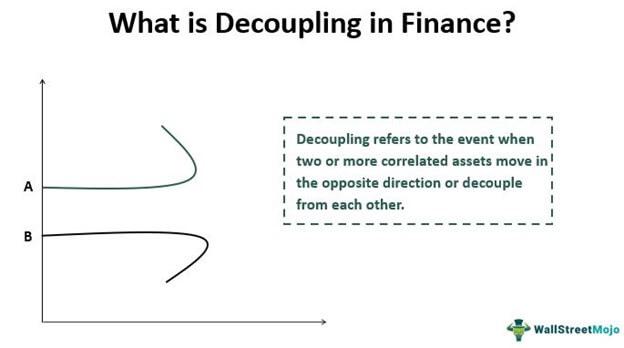 What is Decoupling in Finance?
Decoupling refers to the event when
two or more correlated assets move in
the opposite direction or decouple
from each other.
A
B
WallStreetMojo